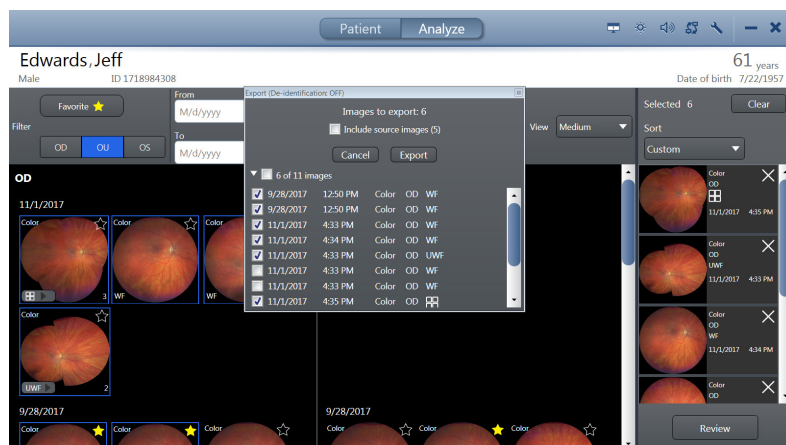 Patient
Analyze
Edwards, Jeff
Male
ID 1718984308
61 years
Date of birth 7/22/1957
Favorite
Filter
OD
OU
OS
From
M/d/yyyy
To
M/d/yyyy
View
Medium
Selected 6
Clear
Sort
Custom
Export (De-identification: OFF)
Images to export: 6
Include source images (5)
Cancel
Export
6 of 11 images
9/28/2017 12:50 PM Color OD WF
9/28/2017 12:50 PM Color OD WF
11/1/2017 4:33 PM Color OD WF
11/1/2017 4:34 PM Color OD WF
11/1/2017 4:33 PM Color OD UWF
11/1/2017 4:33 PM Color OD WF
11/1/2017 4:33 PM Color OD WF
11/1/2017 4:35 PM Color OD
OD
11/1/2017
Color
3
Color
WF
WF
Color
UWF
2
9/28/2017
Color
Color
Color
9/28/2017
Color
Color
Color
Color
OD
11/1/2017 4:35 PM
Color
OD
UWF
11/1/2017 4:33 PM
Color
OD
WF
11/1/2017 4:34 PM
Color
OD
Review